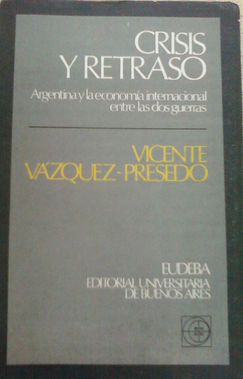 CRISIS
Y RETRASO
Argentina y la economía internacional
entre las dos guerras
VICENTE
VÁZQUEZ-PRESEDO
EUDEBA
EDITORIAL UNIVERSITARIA
DE BUENOS AIRES